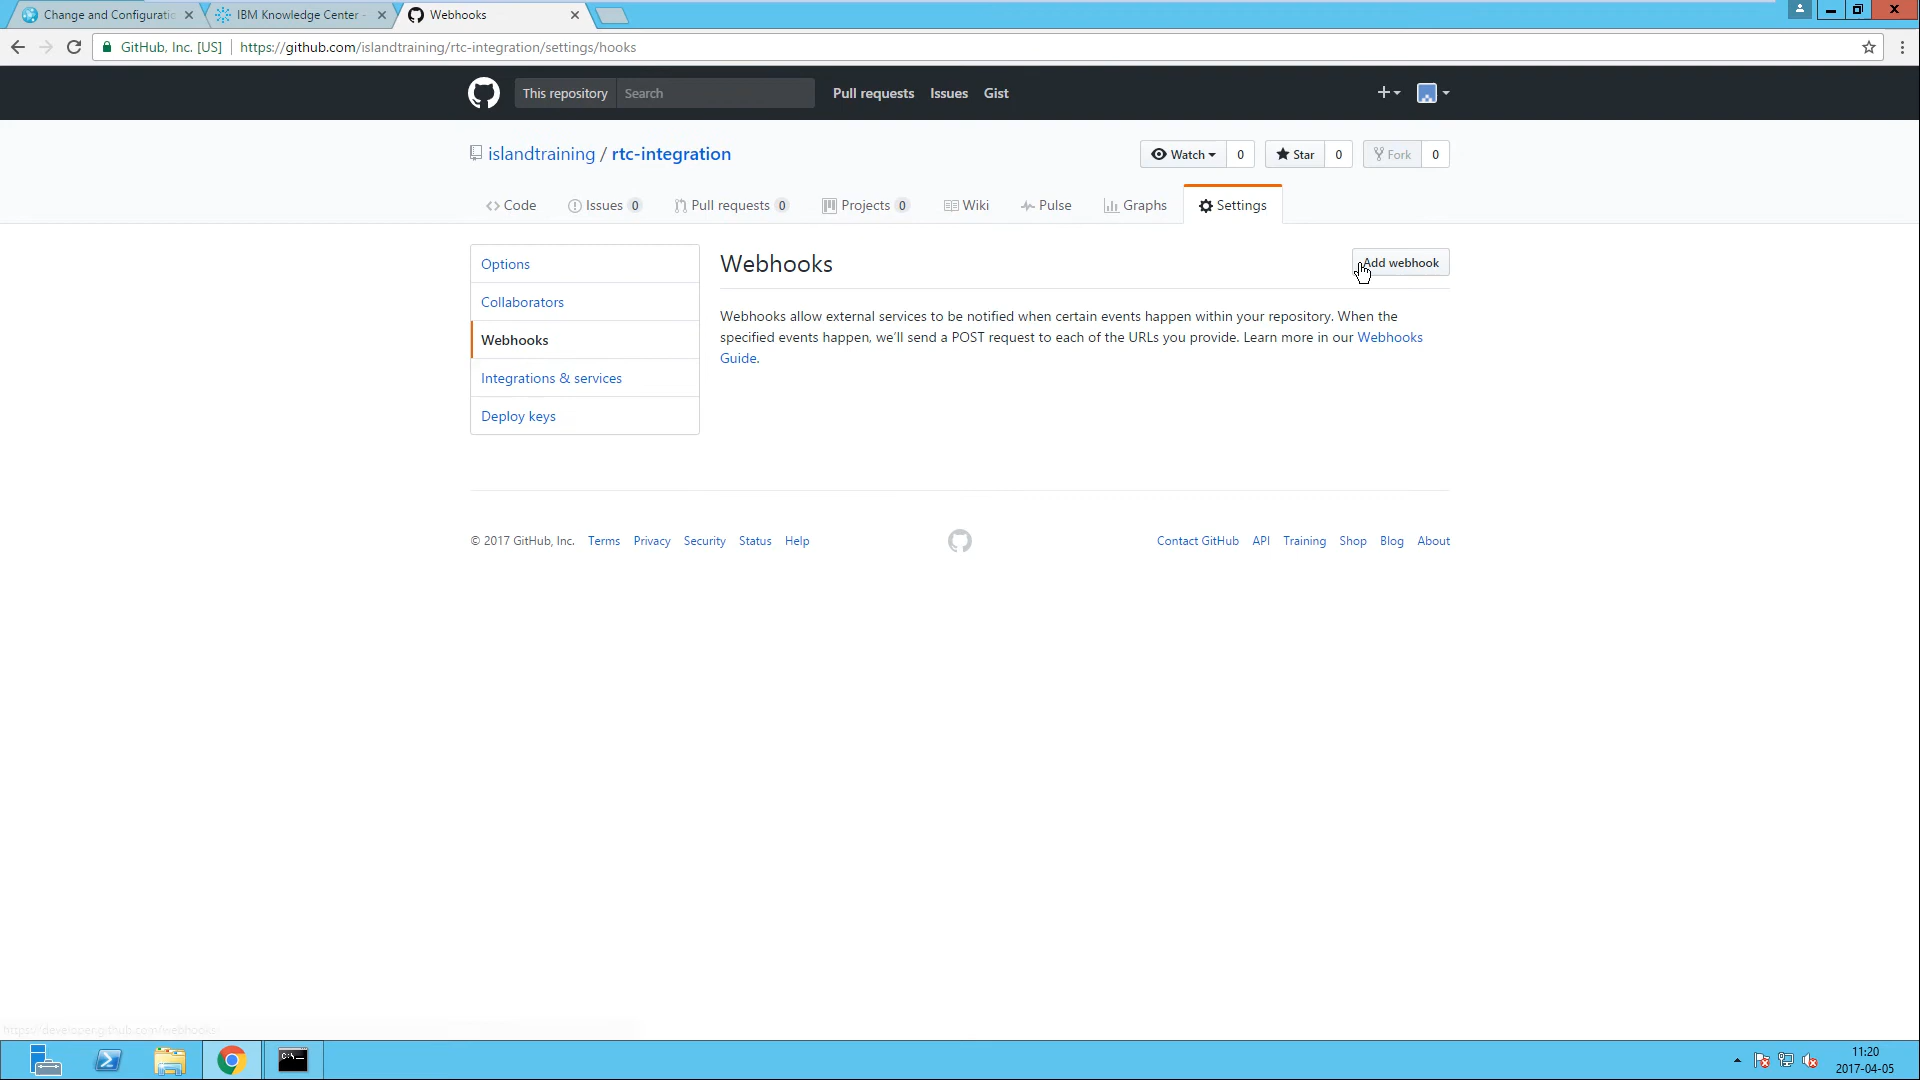 Change and Configuratio
IBM Knowledge Center -
Webhooks
GitHub, Inc. [US]
https://github.com/islandtraining/rtc-integration/settings/hooks
This repository
Search
Pull requests
Issues
Gist
islandtraining / rtc-integration
Watch
0
Star
0
Fork
0
Code
Issues 0
Pull requests 0
Projects 0
Wiki
Pulse
Graphs
Settings
Options
Collaborators
Webhooks
Integrations & services
Deploy keys
Webhooks
Add webhook
Webhooks allow external services to be notified when certain events happen within your repository. When the
specified events happen, we'll send a POST request to each of the URLs you provide. Learn more in our Webhooks
Guide.
© 2017 GitHub, Inc.
Terms
Privacy
Security
Status
Help
Contact GitHub
API
Training
Shop
Blog
About
https://developer.github.com/webhooks/
C:\_
11:20
2017-04-05